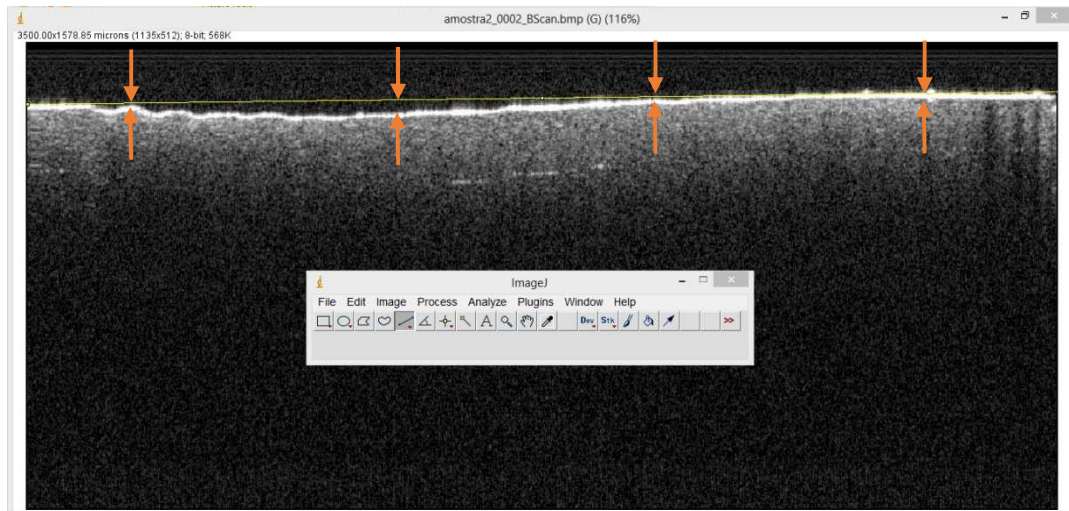 amostra2_0002_BScan.bmp (G) (116%)
3500.00x1578.85 microns (1135x512); 8-bit; 568K
ImageJ
File Edit Image Process Analyze Plugins Window Help
A Dev Stk >>